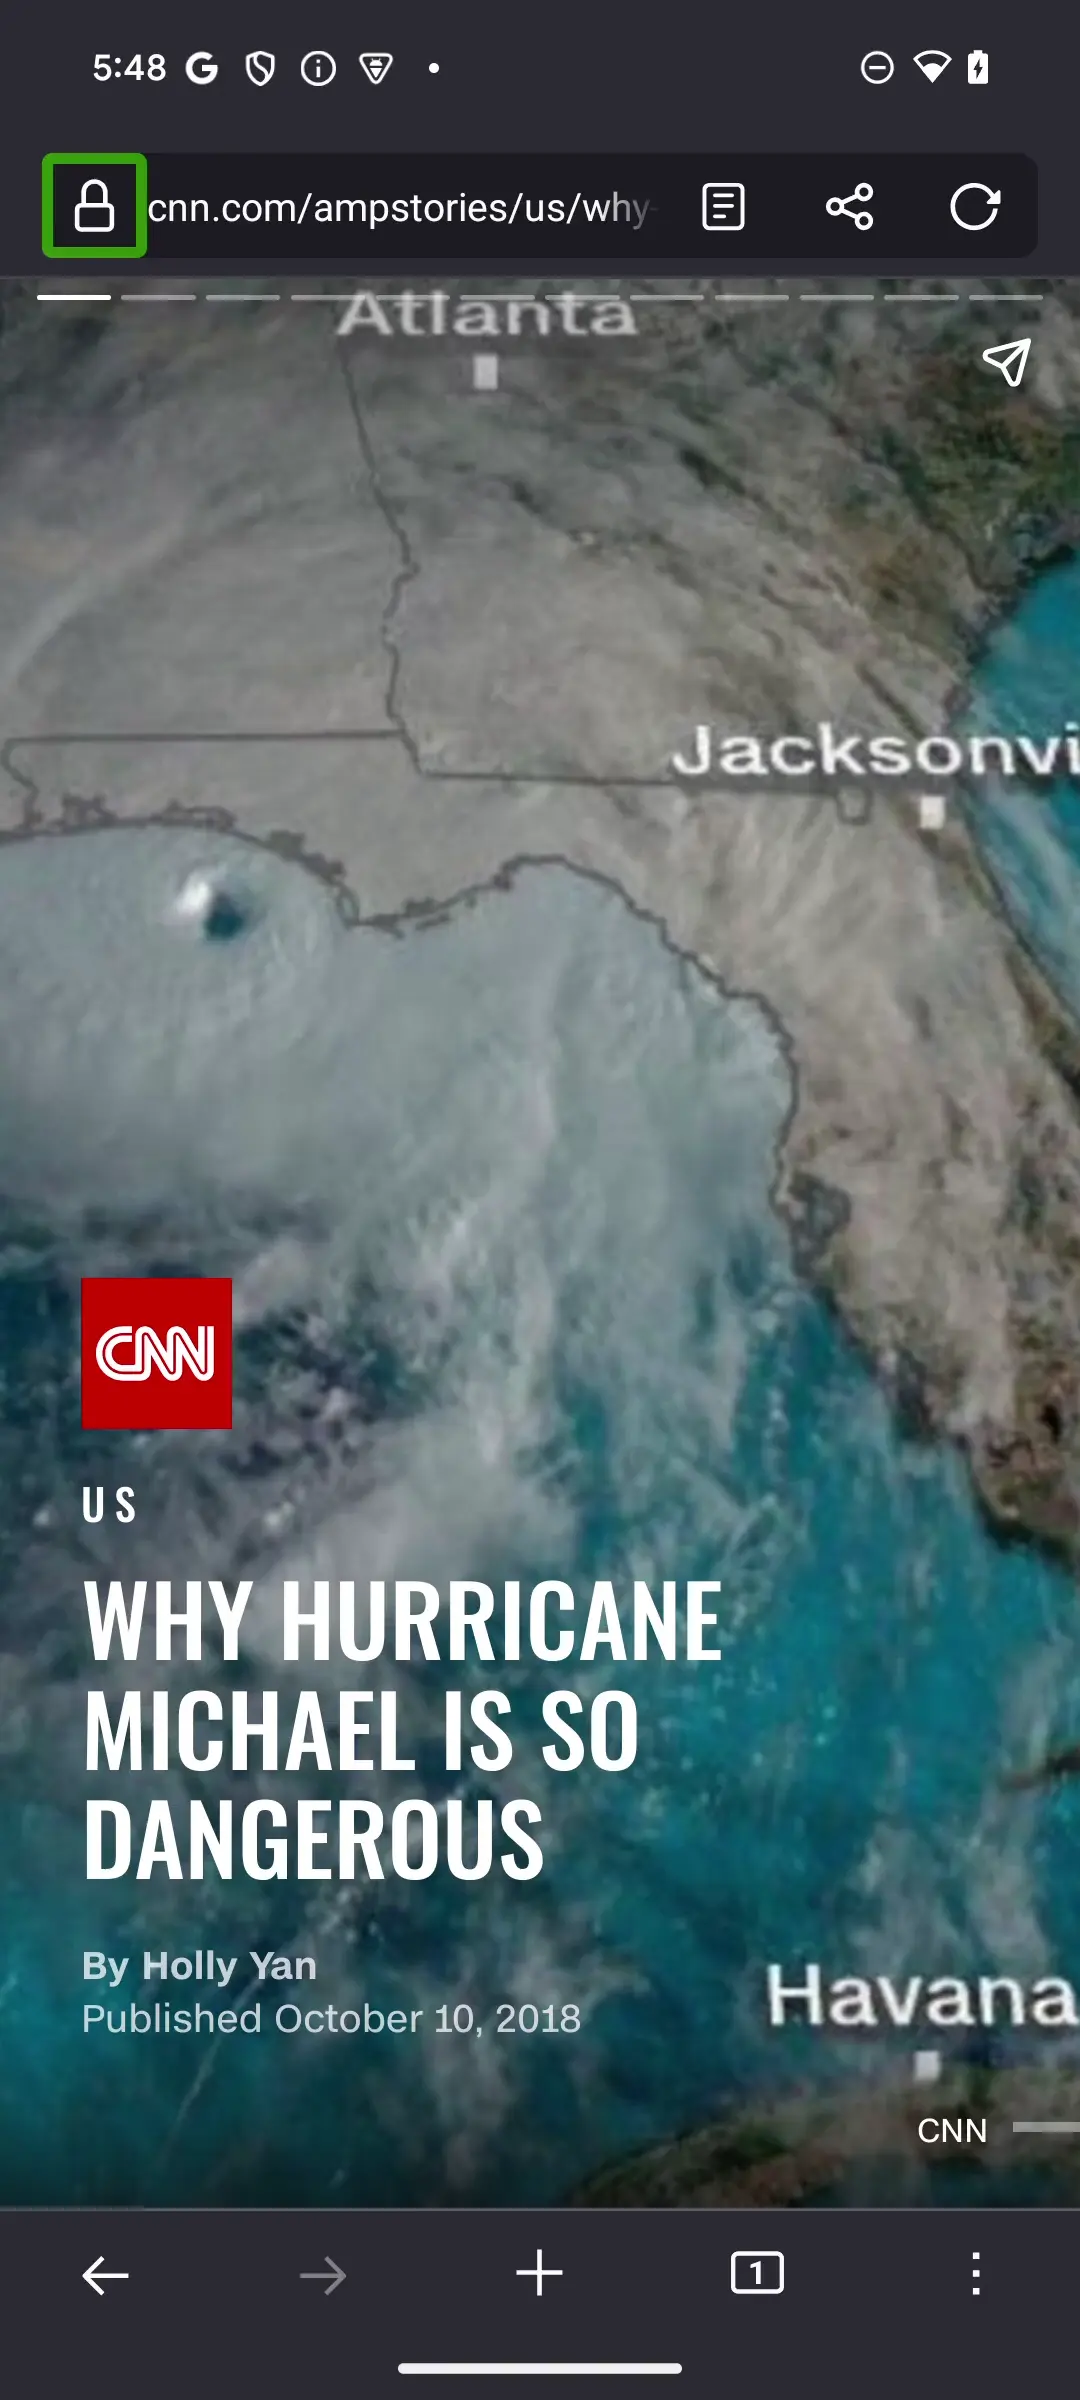 5:48
cnn.com/ampstories/us/why-
Atlanta
Jacksonvi
CNN
US
WHY HURRICANE
MICHAEL IS SO
DANGEROUS
By Holly Yan
Published October 10, 2018
Havana
CNN
1